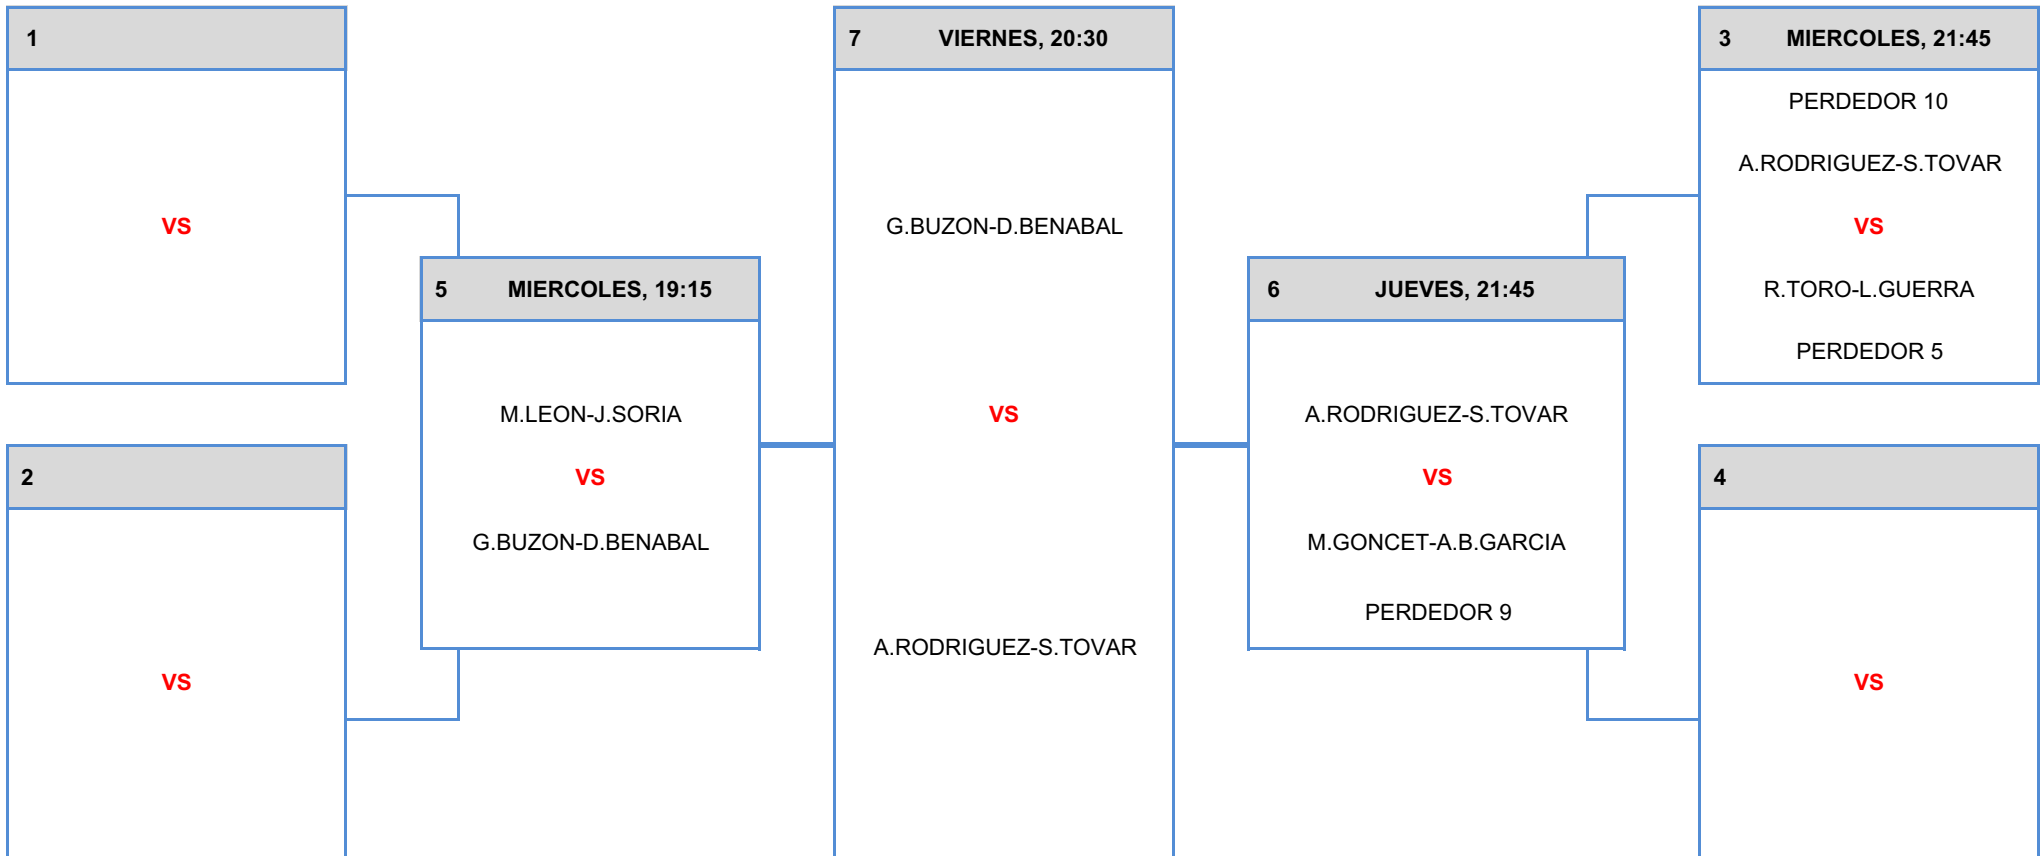 1
VS
2
VS
5 MIERCOLES, 19:15
M.LEON-J.SORIA
VS
G.BUZON-D.BENABAL
7 VIERNES, 20:30
G.BUZON-D.BENABAL
VS
A.RODRIGUEZ-S.TOVAR
6 JUEVES, 21:45
A.RODRIGUEZ-S.TOVAR
VS
M.GONCET-A.B.GARCIA
PERDEDOR 9
3 MIERCOLES, 21:45
PERDEDOR 10
A.RODRIGUEZ-S.TOVAR
VS
R.TORO-L.GUERRA
PERDEDOR 5
4
VS